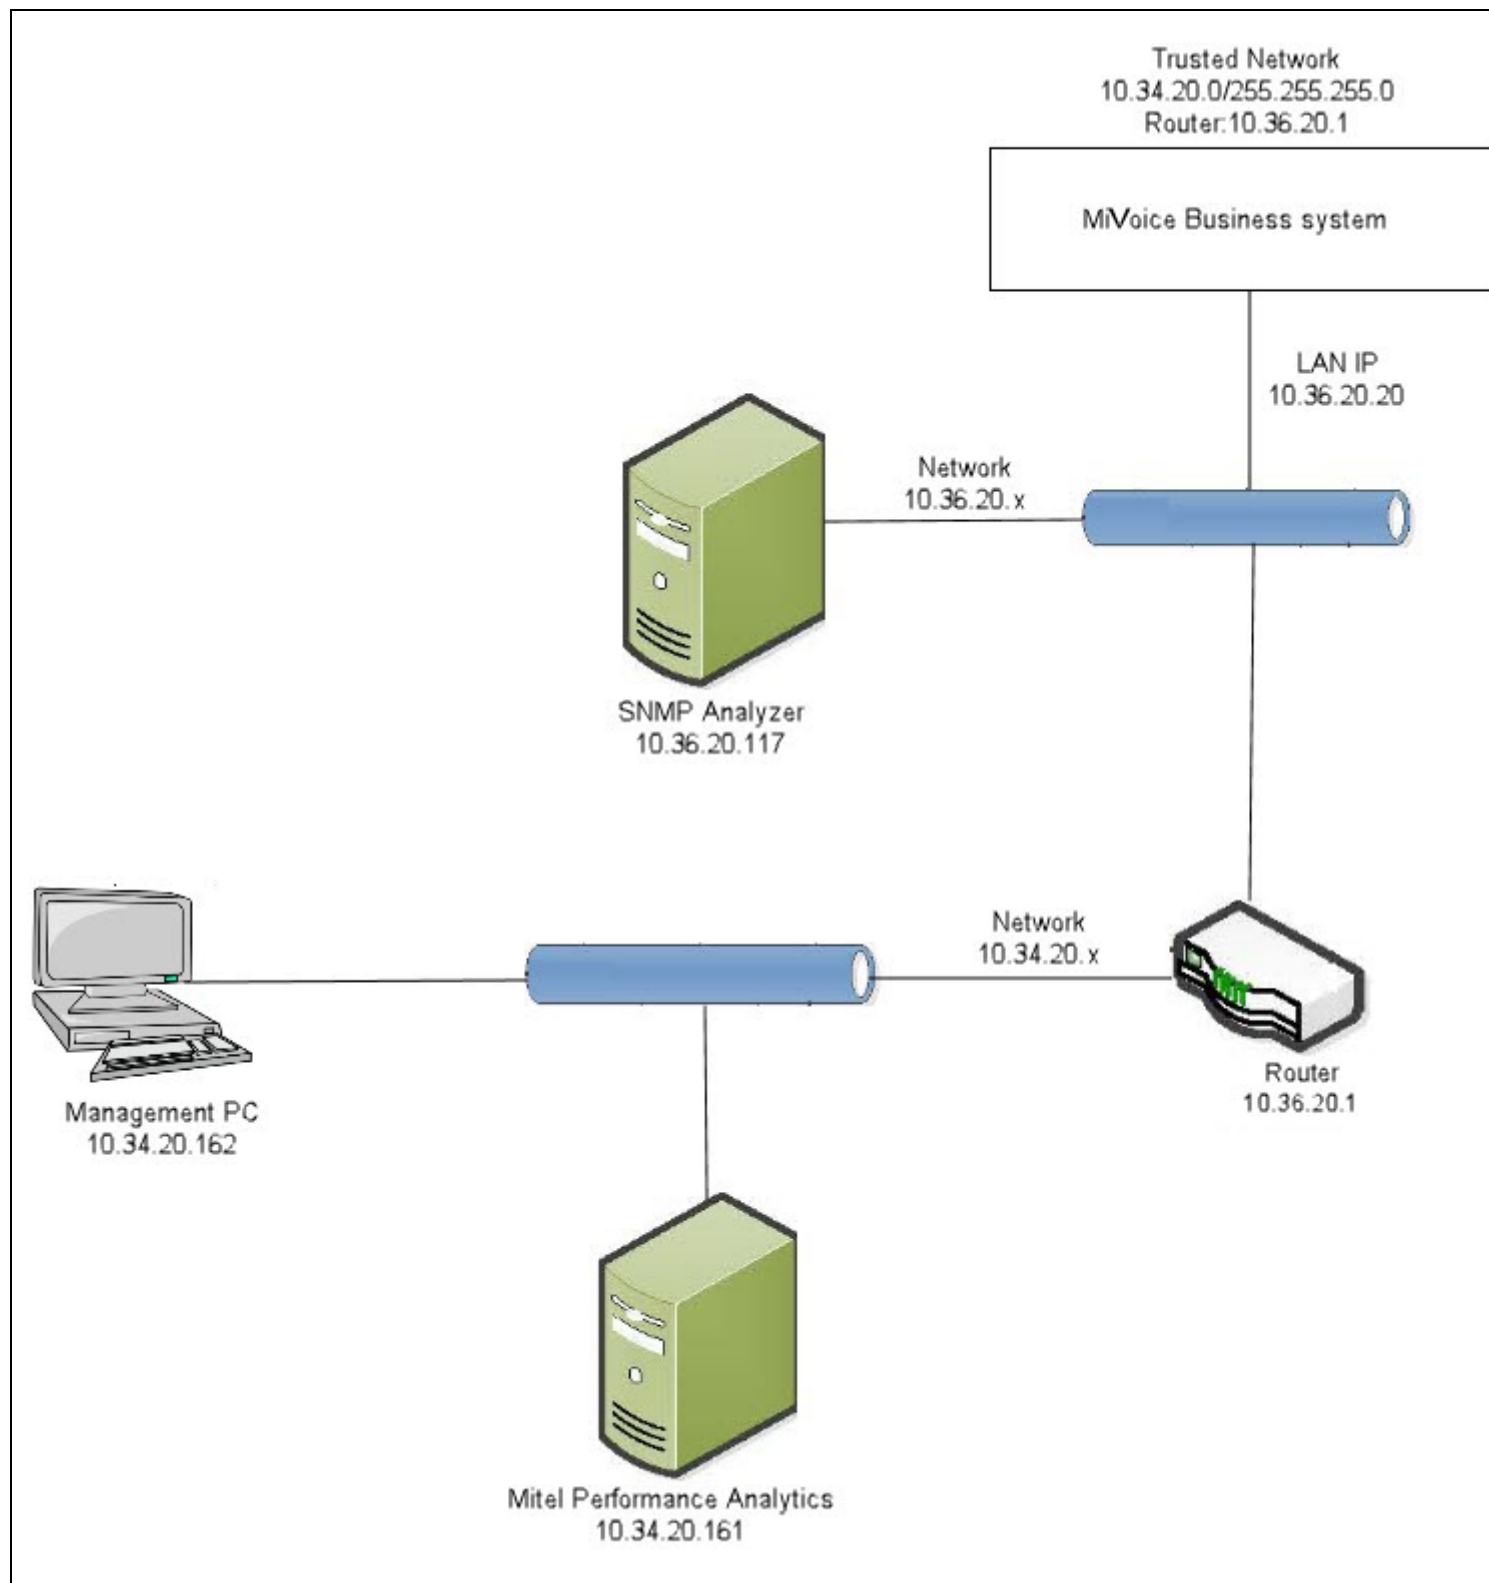 Trusted Network
10.34.20.0/255.255.255.0
Router:10.36.20.1
MiVoice Business system
LAN IP
10.36.20.20
Network
10.36.20.x
SNMP Analyzer
10.36.20.117
Network
10.34.20.x
Router
10.36.20.1
Management PC
10.34.20.162
Mitel Performance Analytics
10.34.20.161